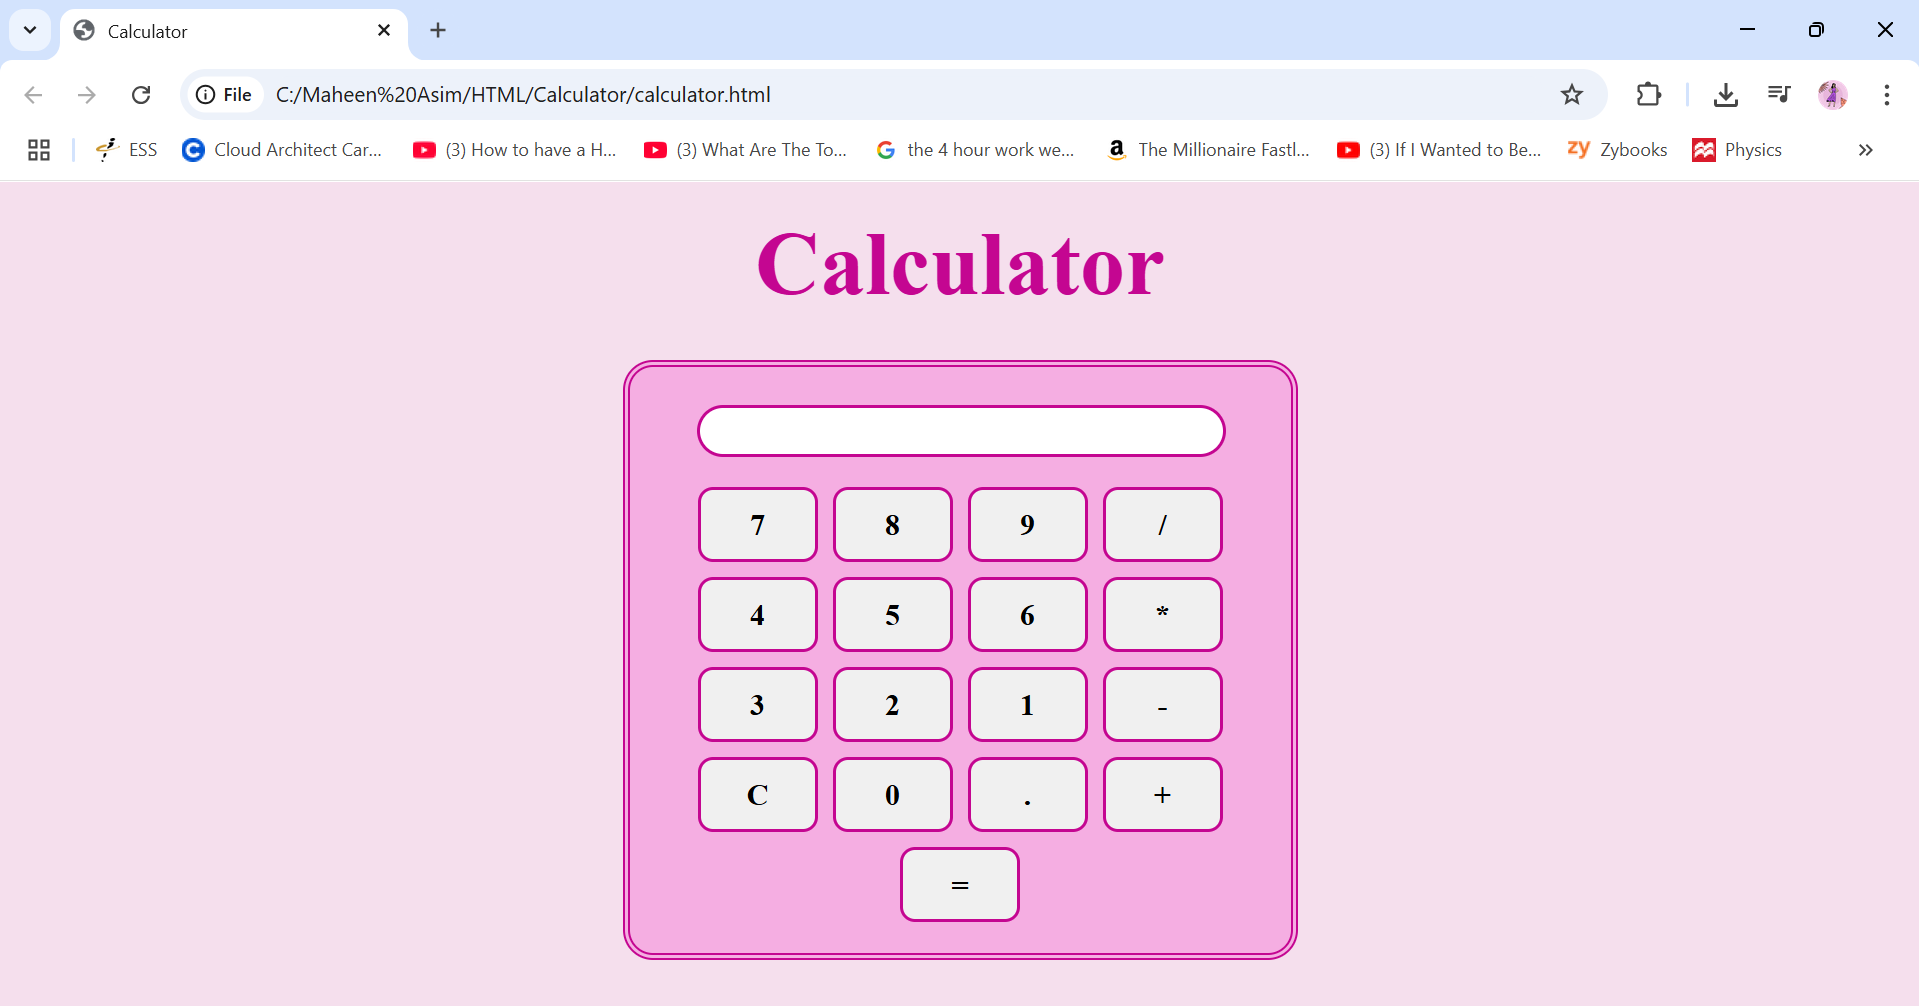 Calculator
File C:/Maheen%20Asim/HTML/Calculator/calculator.html
ESS Cloud Architect Car... (3) How to have a H... (3) What Are The To... the 4 hour work we... The Millionaire Fastl... (3) If I Wanted to Be... zy Zybooks Physics
Calculator
7 8 9 /
4 5 6 *
3 2 1 -
C 0 . +
=